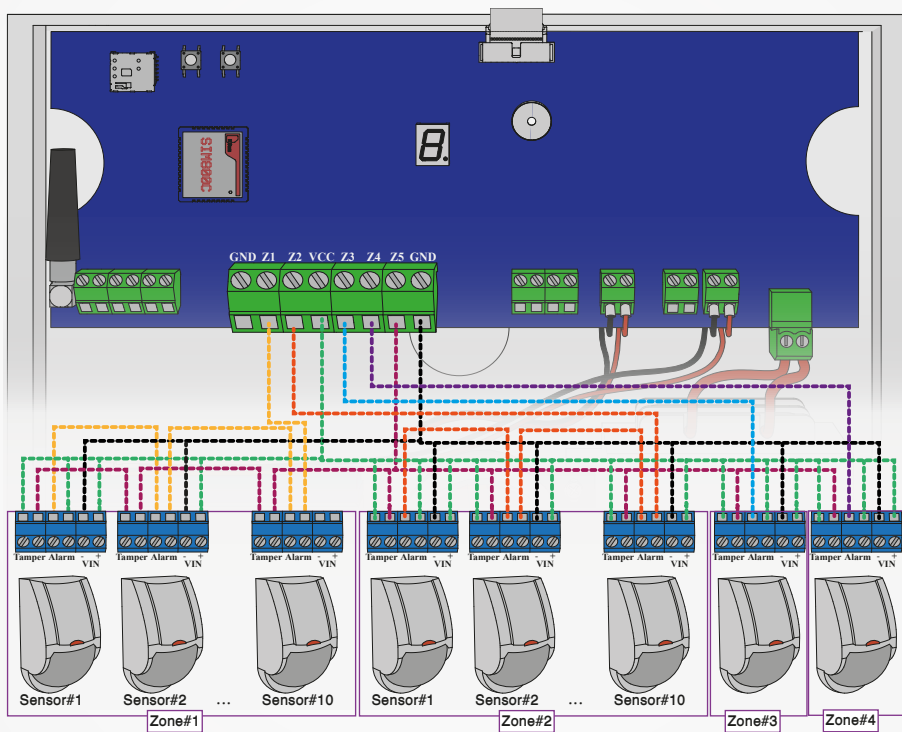 SIM800C
8.
GND Z1 Z2 VCC Z3 Z4 Z5 GND
Tamper Alarm - + VIN
Tamper Alarm - + VIN
Tamper Alarm - + VIN
Tamper Alarm - + VIN
Tamper Alarm - + VIN
Tamper Alarm - + VIN
Tamper Alarm - + VIN
Tamper Alarm - + VIN
Sensor#1 Sensor#2 ... Sensor#10
Zone#1
Sensor#1 Sensor#2 ... Sensor#10
Zone#2
Zone#3
Zone#4